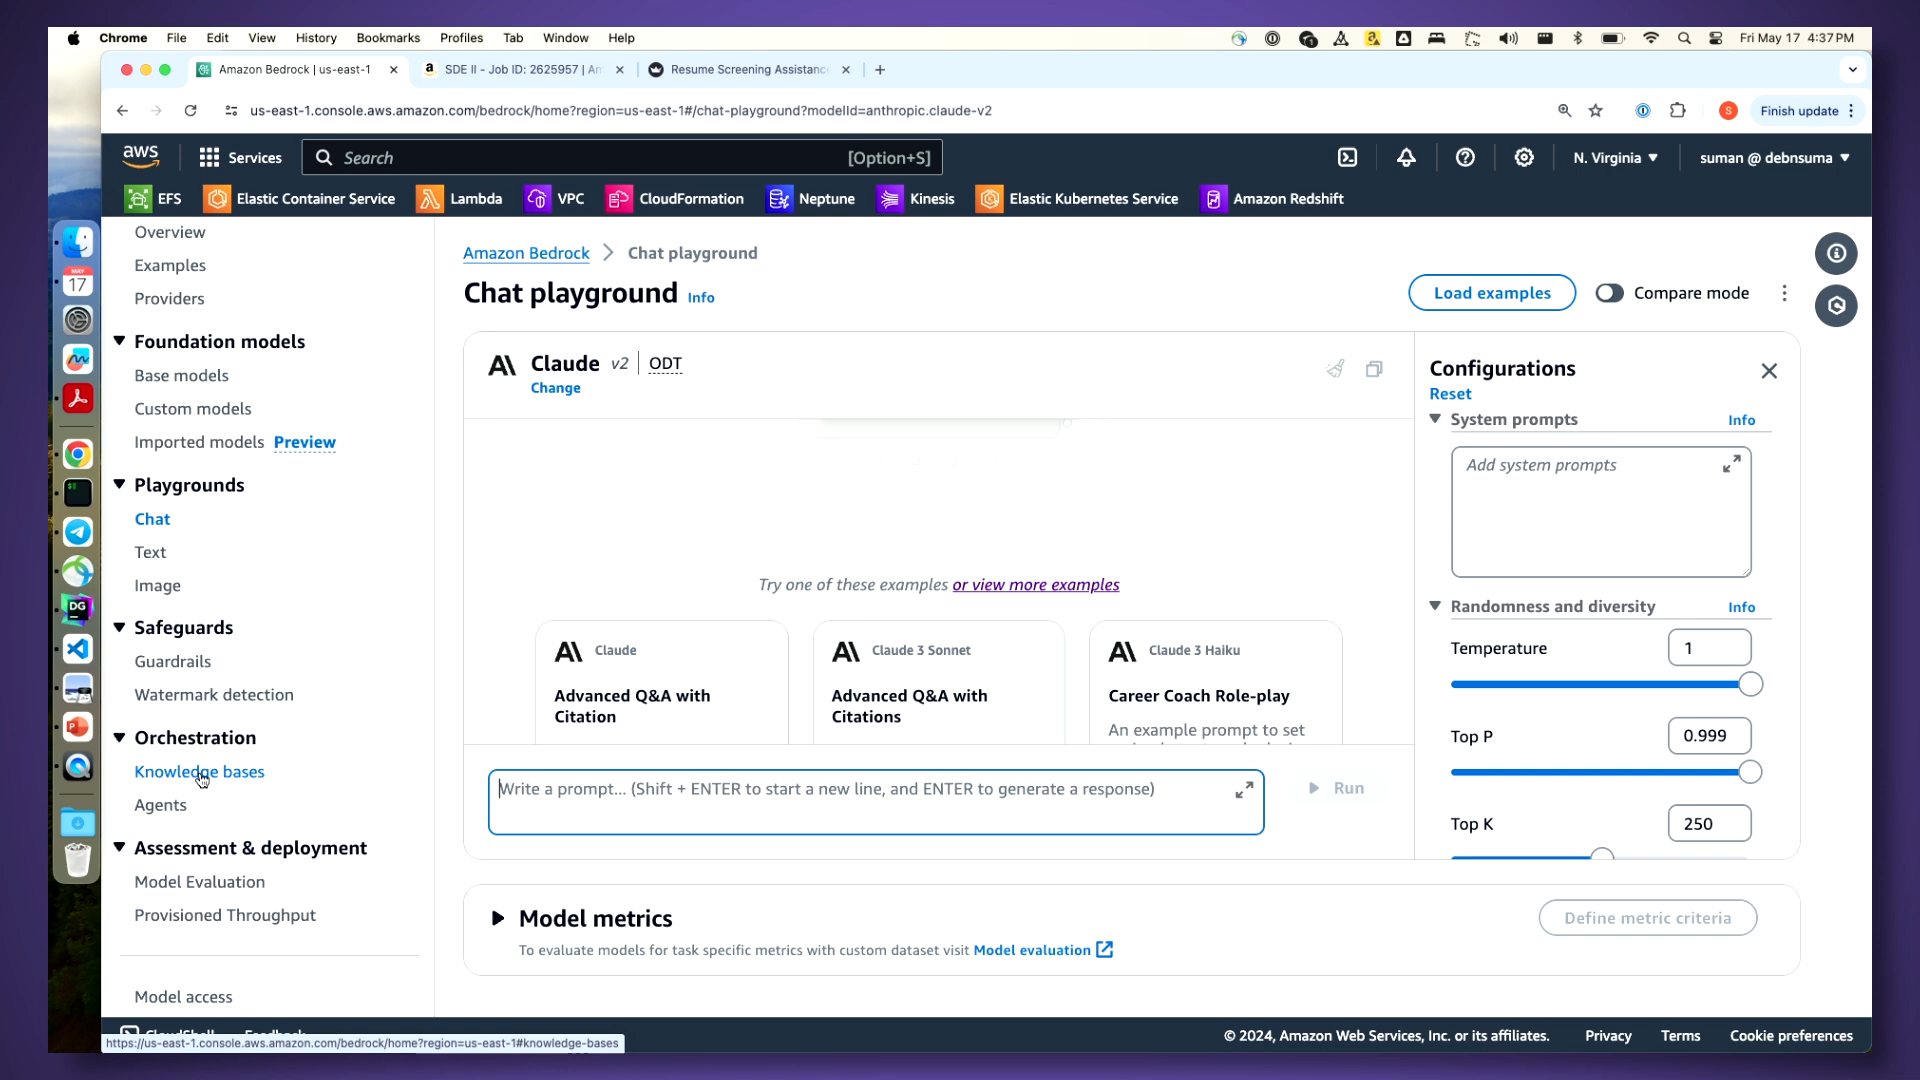 Chrome File Edit View History Bookmarks Profiles Tab Window Help Fri May 17 4:37 PM
Amazon Bedrock | us-east-1 SDE II - Job ID: 2625957 | Am Resume Screening Assistanc
us-east-1.console.aws.amazon.com/bedrock/home?region=us-east-1#/chat-playground?modelId=anthropic.claude-v2 S Finish update
aws Services Search [Option+S] N. Virginia suman @ debnsuma
EFS Elastic Container Service Lambda VPC CloudFormation Neptune Kinesis Elastic Kubernetes Service Amazon Redshift
Overview
Examples
Providers
Foundation models
Base models
Custom models
Imported models Preview
Playgrounds
Chat
Text
Image
Safeguards
Guardrails
Watermark detection
Orchestration
Knowledge bases
Agents
Assessment & deployment
Model Evaluation
Provisioned Throughput
Model access
MAY
17
DG
Amazon Bedrock > Chat playground
Chat playground Info
Load examples Compare mode
Claude v2 | ODT
Change
Try one of these examples or view more examples
Claude
Advanced Q&A with
Citation
Claude 3 Sonnet
Advanced Q&A with
Citations
Claude 3 Haiku
Career Coach Role-play
An example prompt to set
Write a prompt... (Shift + ENTER to start a new line, and ENTER to generate a response)
Run
Configurations
Reset
System prompts Info
Add system prompts
Randomness and diversity Info
Temperature 1
Top P 0.999
Top K 250
Model metrics
Define metric criteria
To evaluate models for task specific metrics with custom dataset visit Model evaluation
CloudShell Feedback
https://us-east-1.console.aws.amazon.com/bedrock/home?region=us-east-1#knowledge-bases
© 2024, Amazon Web Services, Inc. or its affiliates. Privacy Terms Cookie preferences